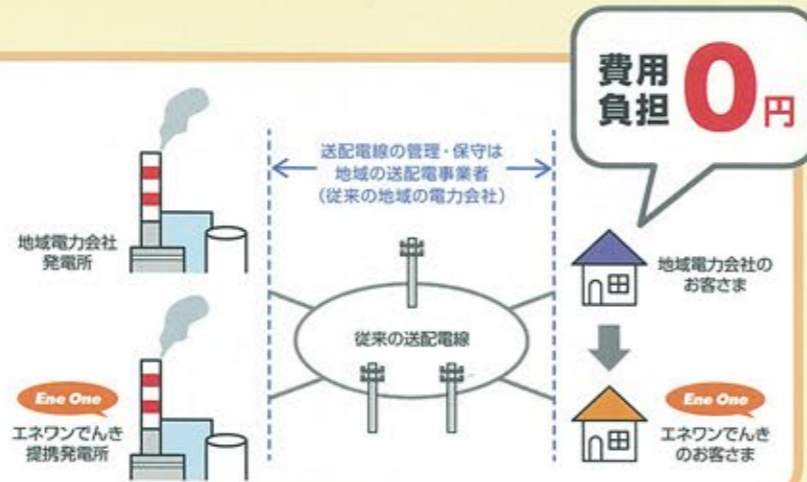 費用
負担 0円
送配電線の管理・保守は
地域の送配電事業者
(従来の地域の電力会社)
地域電力会社
発電所
地域電力会社の
お客さま
従来の送配電線
Ene One
エネワンでんき
提携発電所
Ene One
エネワンでんき
のお客さま